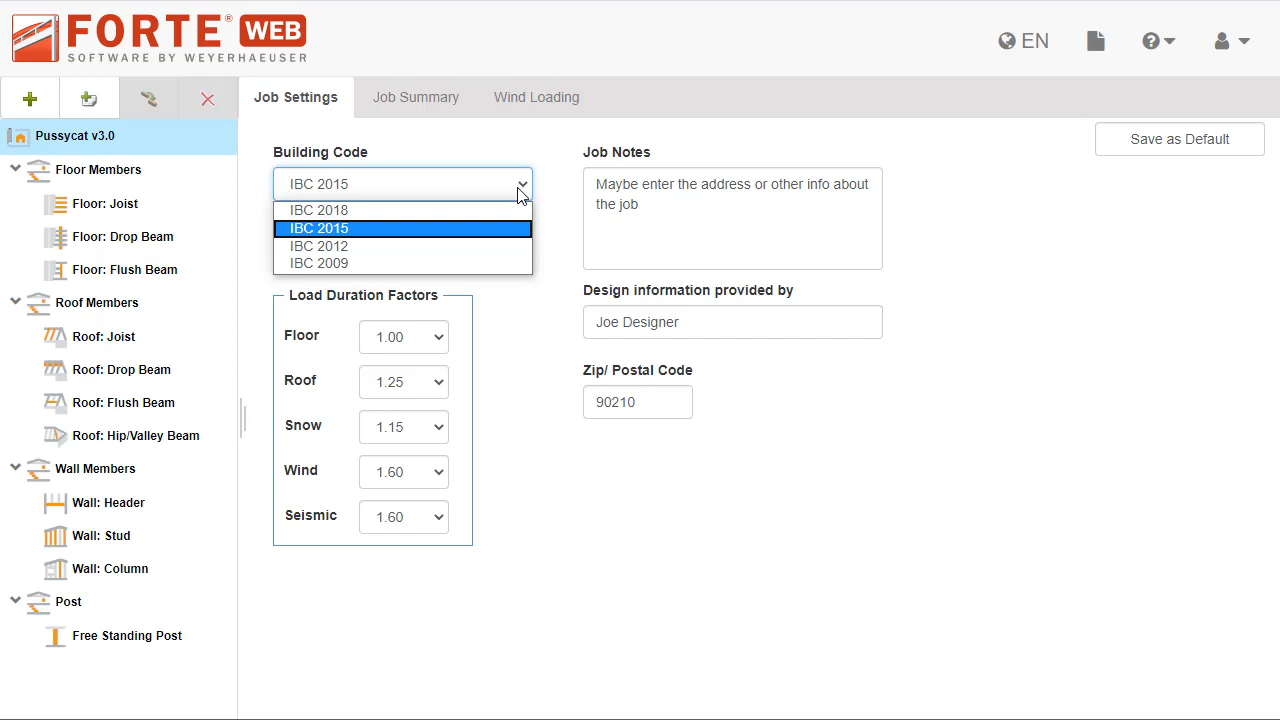 FORTE® WEB
SOFTWARE BY WEYERHAEUSER
EN
Job Settings
Job Summary
Wind Loading
Pussycat v3.0
Floor Members
Floor: Joist
Floor: Drop Beam
Floor: Flush Beam
Roof Members
Roof: Joist
Roof: Drop Beam
Roof: Flush Beam
Roof: Hip/Valley Beam
Wall Members
Wall: Header
Wall: Stud
Wall: Column
Post
Free Standing Post
Building Code
IBC 2015
IBC 2018
IBC 2015
IBC 2012
IBC 2009
Load Duration Factors
Floor 1.00
Roof 1.25
Snow 1.15
Wind 1.60
Seismic 1.60
Job Notes
Maybe enter the address or other info about
the job
Design information provided by
Joe Designer
Zip/ Postal Code
90210
Save as Default